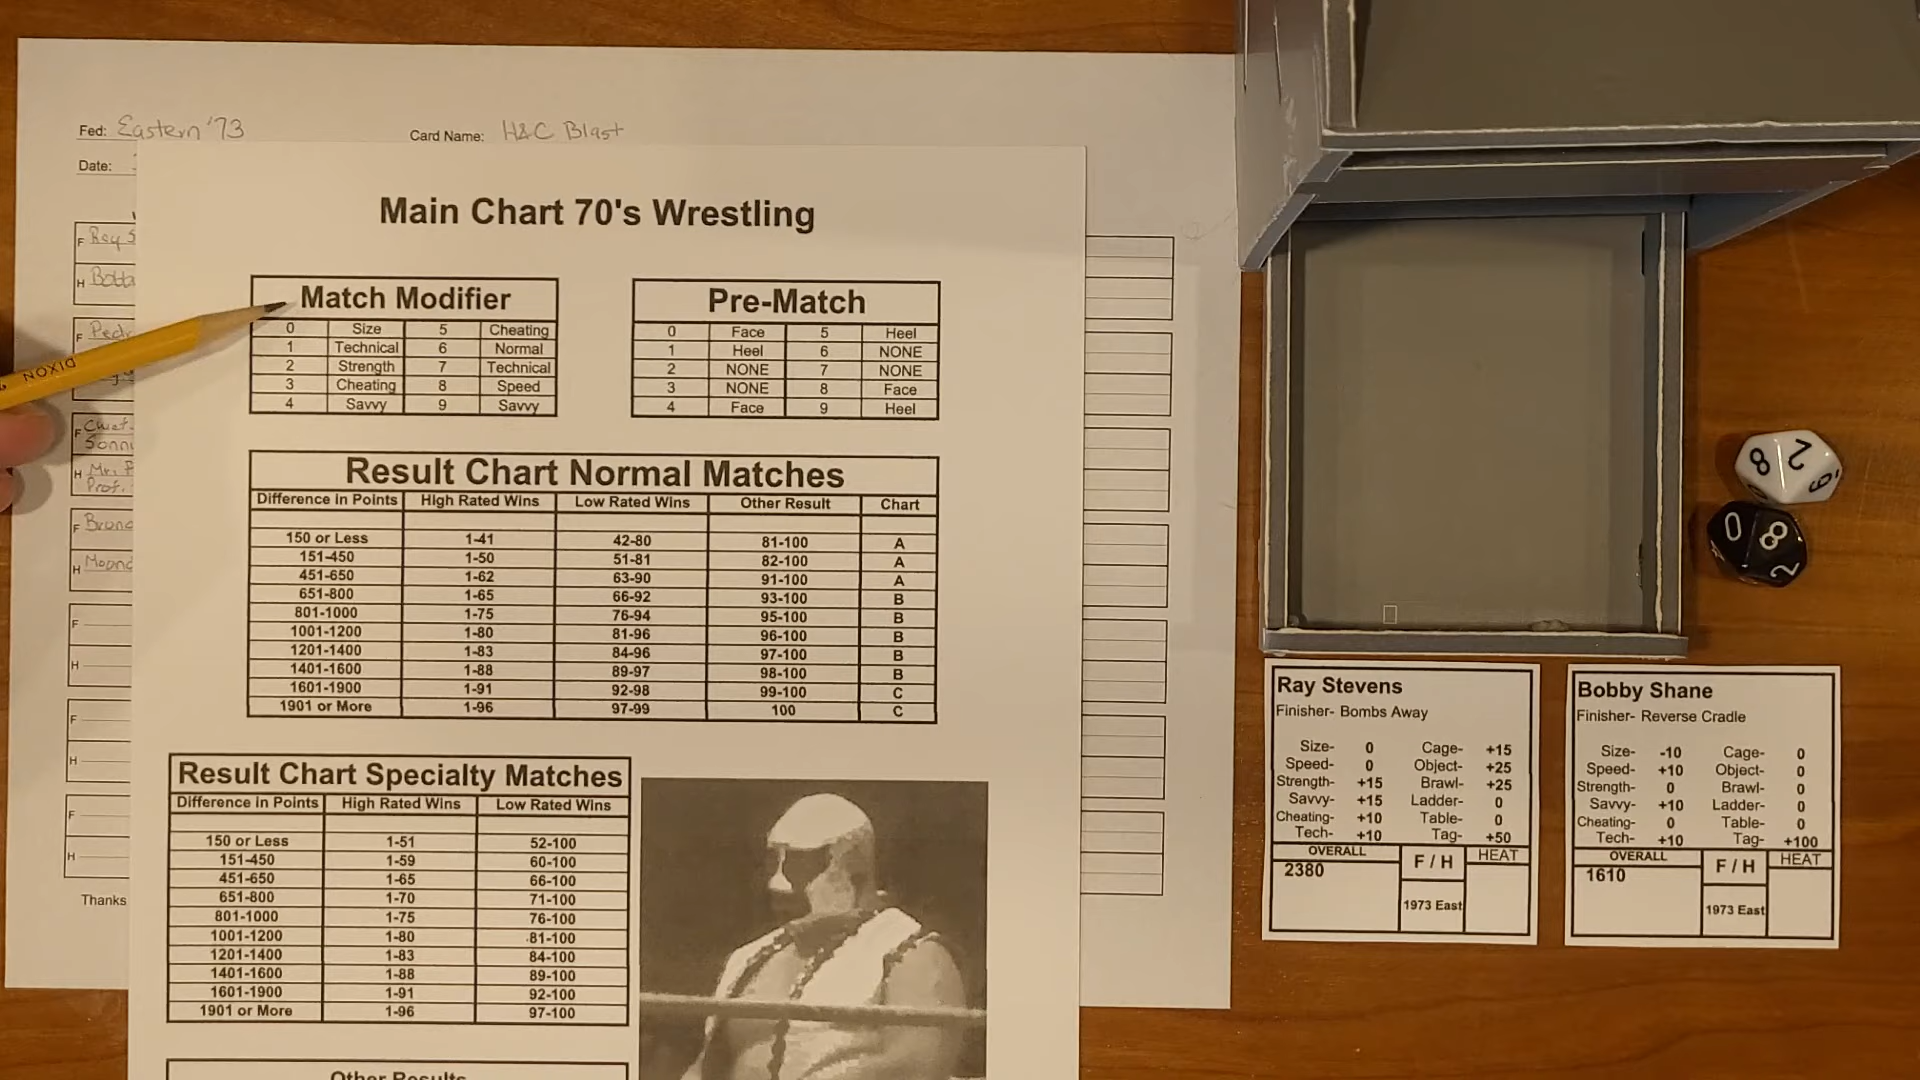 Fed: Eastern '73
Card Name: H&C Blast
Date:
Main Chart 70's Wrestling
Match Modifier
0 Size 5 Cheating
1 Technical 6 Normal
2 Strength 7 Technical
3 Cheating 8 Speed
4 Savvy 9 Savvy
Pre-Match
0 Face 5 Heel
1 Heel 6 NONE
2 NONE 7 NONE
3 NONE 8 Face
4 Face 9 Heel
Result Chart Normal Matches
Difference in Points High Rated Wins Low Rated Wins Other Result Chart
150 or Less 1-41 42-80 81-100 A
151-450 1-50 51-81 82-100 A
451-650 1-62 63-90 91-100 A
651-800 1-65 66-92 93-100 B
801-1000 1-75 76-94 95-100 B
1001-1200 1-80 81-96 96-100 B
1201-1400 1-83 84-96 97-100 B
1401-1600 1-88 89-97 98-100 B
1601-1900 1-91 92-98 99-100 C
1901 or More 1-96 97-99 100 C
Result Chart Specialty Matches
Difference in Points High Rated Wins Low Rated Wins
150 or Less 1-51 52-100
151-450 1-59 60-100
451-650 1-65 66-100
651-800 1-70 71-100
801-1000 1-75 76-100
1001-1200 1-80 81-100
1201-1400 1-83 84-100
1401-1600 1-88 89-100
1601-1900 1-91 92-100
1901 or More 1-96 97-100
Other Results
F Ray S
H Bobb
F Pedr
F Chief
Sonn
H Mr. F
Prof.
F Bruno
H Moond
F
H
F
H
Thanks
DIXON
8 2 6
0 8 2
Ray Stevens
Finisher- Bombs Away
Size- 0 Cage- +15
Speed- 0 Object- +25
Strength- +15 Brawl- +25
Savvy- +15 Ladder- 0
Cheating- +10 Table- 0
Tech- +10 Tag- +50
OVERALL F / H HEAT
2380
1973 East
Bobby Shane
Finisher- Reverse Cradle
Size- -10 Cage- 0
Speed- +10 Object- 0
Strength- 0 Brawl- 0
Savvy- +10 Ladder- 0
Cheating- 0 Table- 0
Tech- +10 Tag- +100
OVERALL F / H HEAT
1610
1973 East